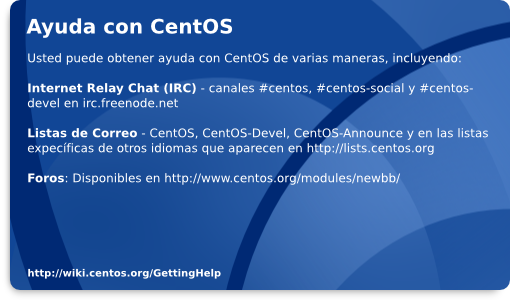 Ayuda con CentOS
Usted puede obtener ayuda con CentOS de varias maneras, incluyendo:
Internet Relay Chat (IRC) - canales #centos, #centos-social y #centos-
devel en irc.freenode.net
Listas de Correo - CentOS, CentOS-Devel, CentOS-Announce y en las listas
expecíficas de otros idiomas que aparecen en http://lists.centos.org
Foros: Disponibles en http://www.centos.org/modules/newbb/
http://wiki.centos.org/GettingHelp